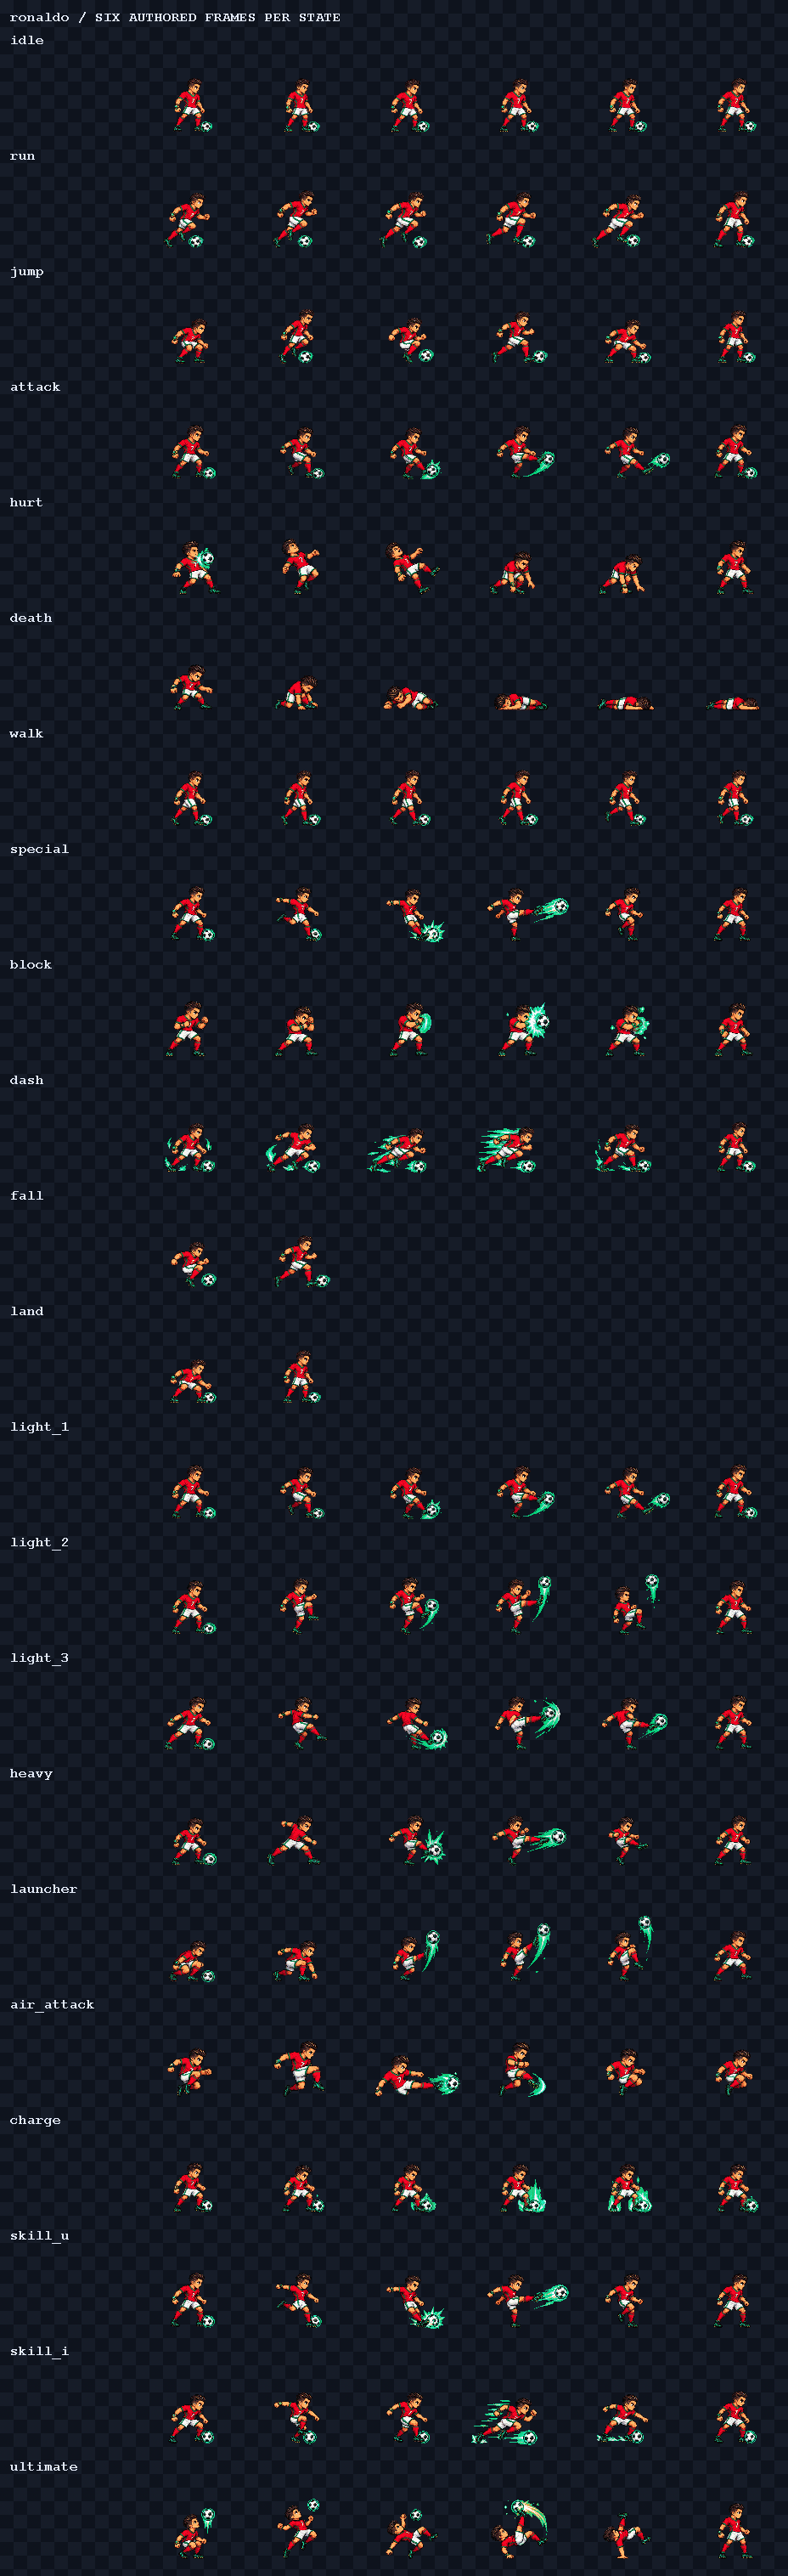 ronaldo / SIX AUTHORED FRAMES PER STATE
idle
run
jump
attack
hurt
death
walk
special
block
dash
fall
land
light_1
light_2
light_3
heavy
launcher
air_attack
charge
skill_u
skill_i
ultimate